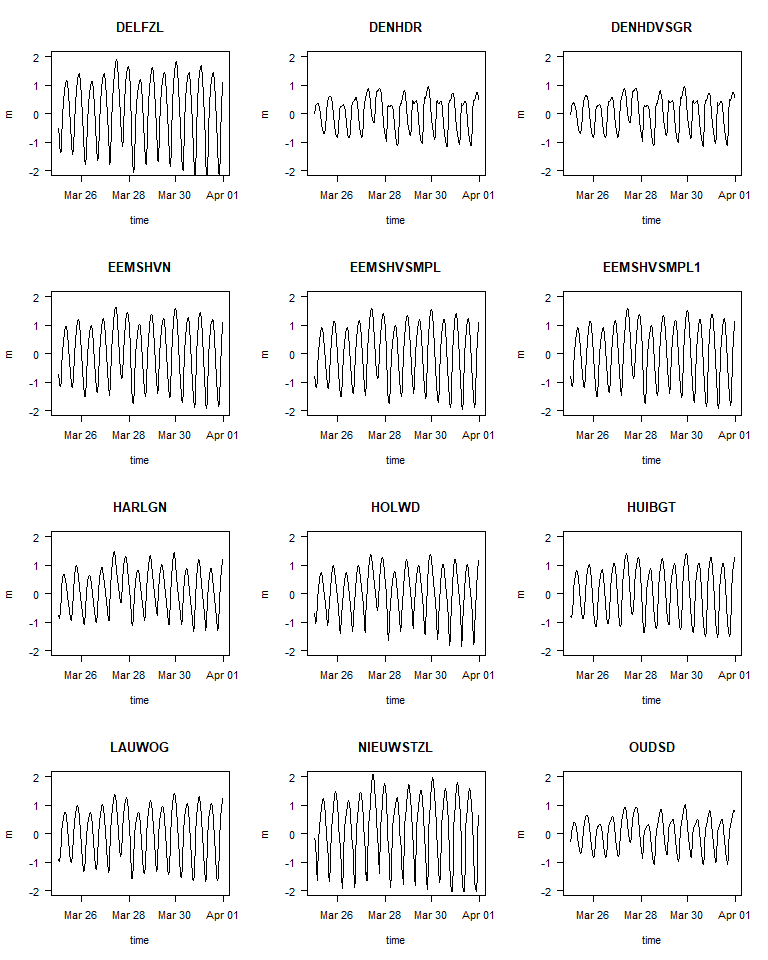 DELFZL DENHDR DENHDVSGR
2 2 2
1 1 1
0 0 0
-1 -1 -1
-2 -2 -2
m m m
Mar 26 Mar 28 Mar 30 Apr 01 Mar 26 Mar 28 Mar 30 Apr 01 Mar 26 Mar 28 Mar 30 Apr 01
time time time
EEMSHVN EEMSHVSMPL EEMSHVSMPL1
2 2 2
1 1 1
0 0 0
-1 -1 -1
-2 -2 -2
m m m
Mar 26 Mar 28 Mar 30 Apr 01 Mar 26 Mar 28 Mar 30 Apr 01 Mar 26 Mar 28 Mar 30 Apr 01
time time time
HARLGN HOLWD HUIBGT
2 2 2
1 1 1
0 0 0
-1 -1 -1
-2 -2 -2
m m m
Mar 26 Mar 28 Mar 30 Apr 01 Mar 26 Mar 28 Mar 30 Apr 01 Mar 26 Mar 28 Mar 30 Apr 01
time time time
LAUWOG NIEUWSTZL OUDSD
2 2 2
1 1 1
0 0 0
-1 -1 -1
-2 -2 -2
m m m
Mar 26 Mar 28 Mar 30 Apr 01 Mar 26 Mar 28 Mar 30 Apr 01 Mar 26 Mar 28 Mar 30 Apr 01
time time time